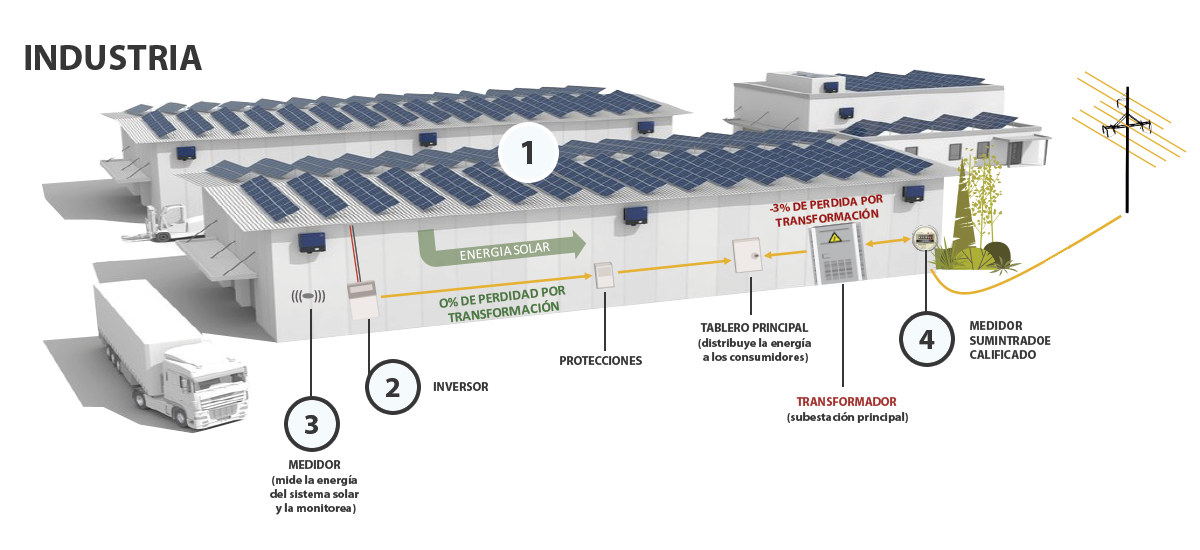 INDUSTRIA
1
-3% DE PERDIDA POR
TRANSFORMACIÓN
ENERGIA SOLAR
0% DE PERDIDAD POR
TRANSFORMACIÓN
TABLERO PRINCIPAL
(distribuye la energía
a los consumidores)
4
MEDIDOR
SUMINTRADOE
CALIFICADO
PROTECCIONES
2
INVERSOR
TRANSFORMADOR
(subestación principal)
3
MEDIDOR
(mide la energía
del sistema solar
y la monitorea)